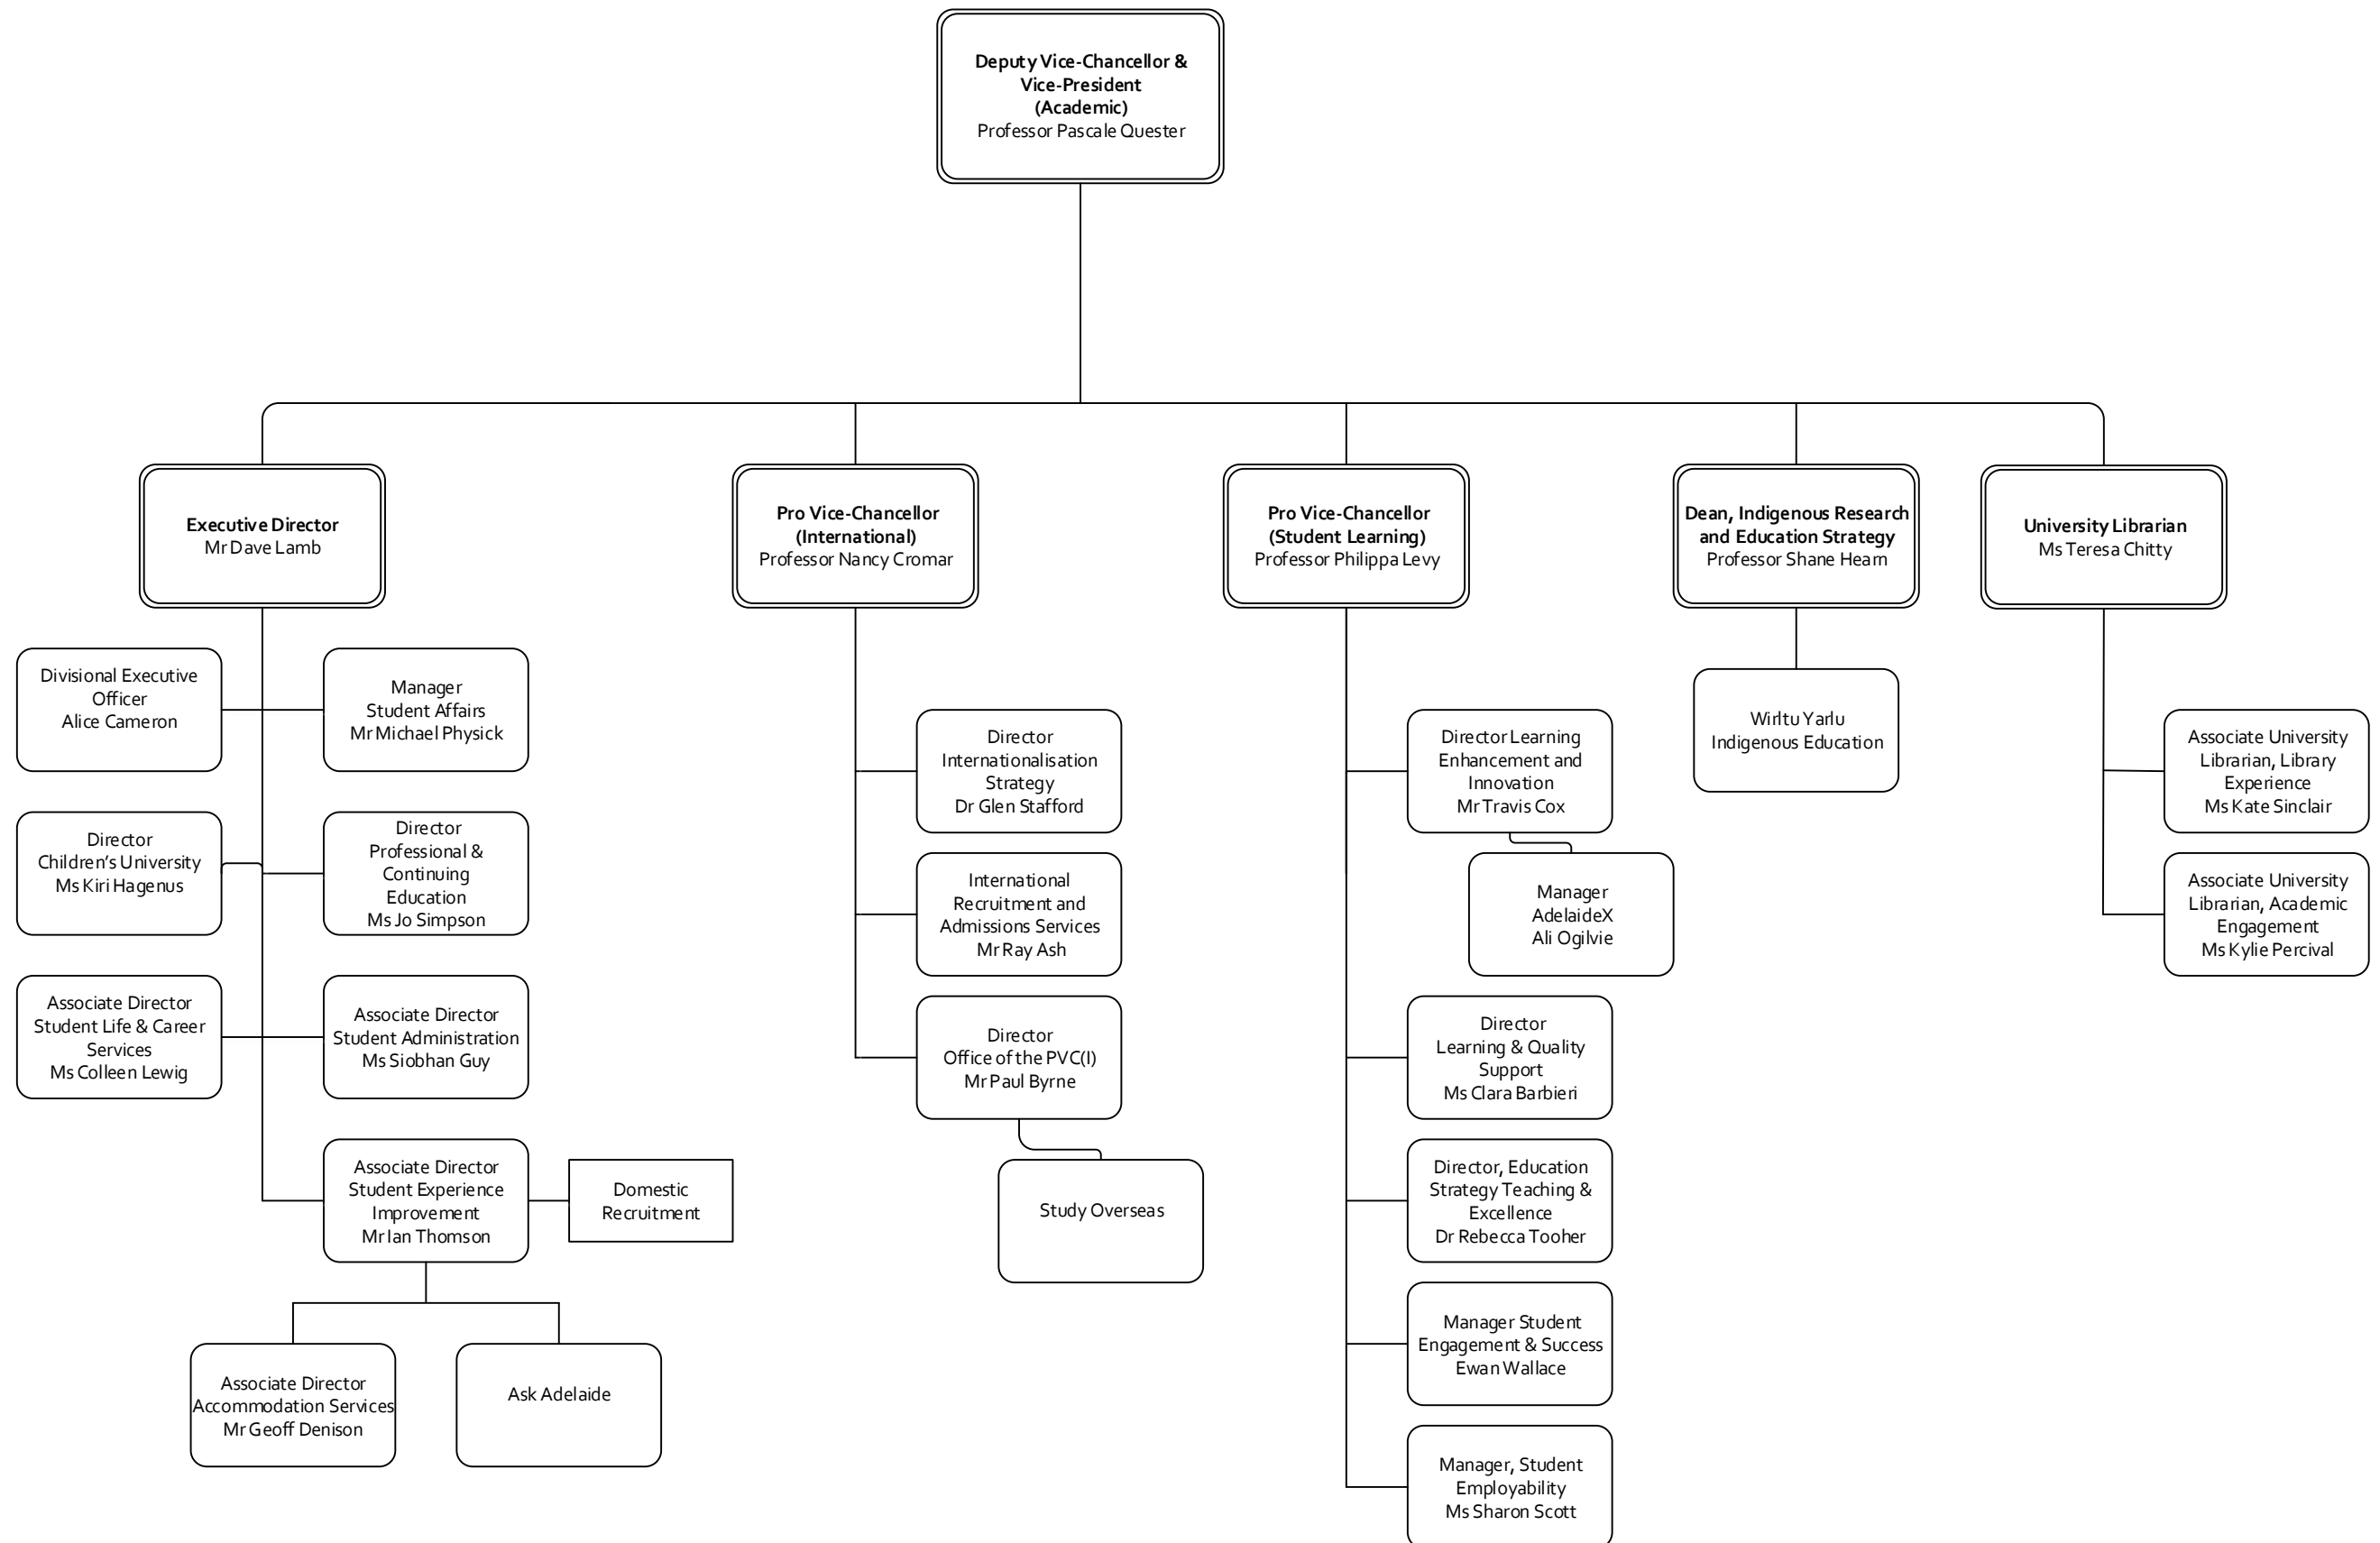 Deputy Vice-Chancellor &
Vice-President
(Academic)
Professor Pascale Quester
Executive Director
Mr Dave Lamb
Pro Vice-Chancellor
(International)
Professor Nancy Cromar
Pro Vice-Chancellor
(Student Learning)
Professor Philippa Levy
Dean, Indigenous Research
and Education Strategy
Professor Shane Hearn
University Librarian
Ms Teresa Chitty
Divisional Executive
Officer
Alice Cameron
Manager
Student Affairs
Mr Michael Physick
Director
Children's University
Ms Kiri Hagenus
Director
Professional &
Continuing
Education
Ms Jo Simpson
Associate Director
Student Life & Career
Services
Ms Colleen Lewig
Associate Director
Student Administration
Ms Siobhan Guy
Associate Director
Student Experience
Improvement
Mr Ian Thomson
Domestic
Recruitment
Associate Director
Accommodation Services
Mr Geoff Denison
Ask Adelaide
Director
Internationalisation
Strategy
Dr Glen Stafford
International
Recruitment and
Admissions Services
Mr Ray Ash
Director
Office of the PVC(I)
Mr Paul Byrne
Study Overseas
Director Learning
Enhancement and
Innovation
Mr Travis Cox
Manager
AdelaideX
Ali Ogilvie
Director
Learning & Quality
Support
Ms Clara Barbieri
Director, Education
Strategy Teaching &
Excellence
Dr Rebecca Tooher
Manager Student
Engagement & Success
Ewan Wallace
Manager, Student
Employability
Ms Sharon Scott
Wirltu Yarlu
Indigenous Education
Associate University
Librarian, Library
Experience
Ms Kate Sinclair
Associate University
Librarian, Academic
Engagement
Ms Kylie Percival